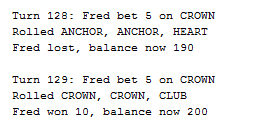 Turn 128: Fred bet 5 on CROWN
Rolled ANCHOR, ANCHOR, HEART
Fred lost, balance now 190
Turn 129: Fred bet 5 on CROWN
Rolled CROWN, CROWN, CLUB
Fred won 10, balance now 200